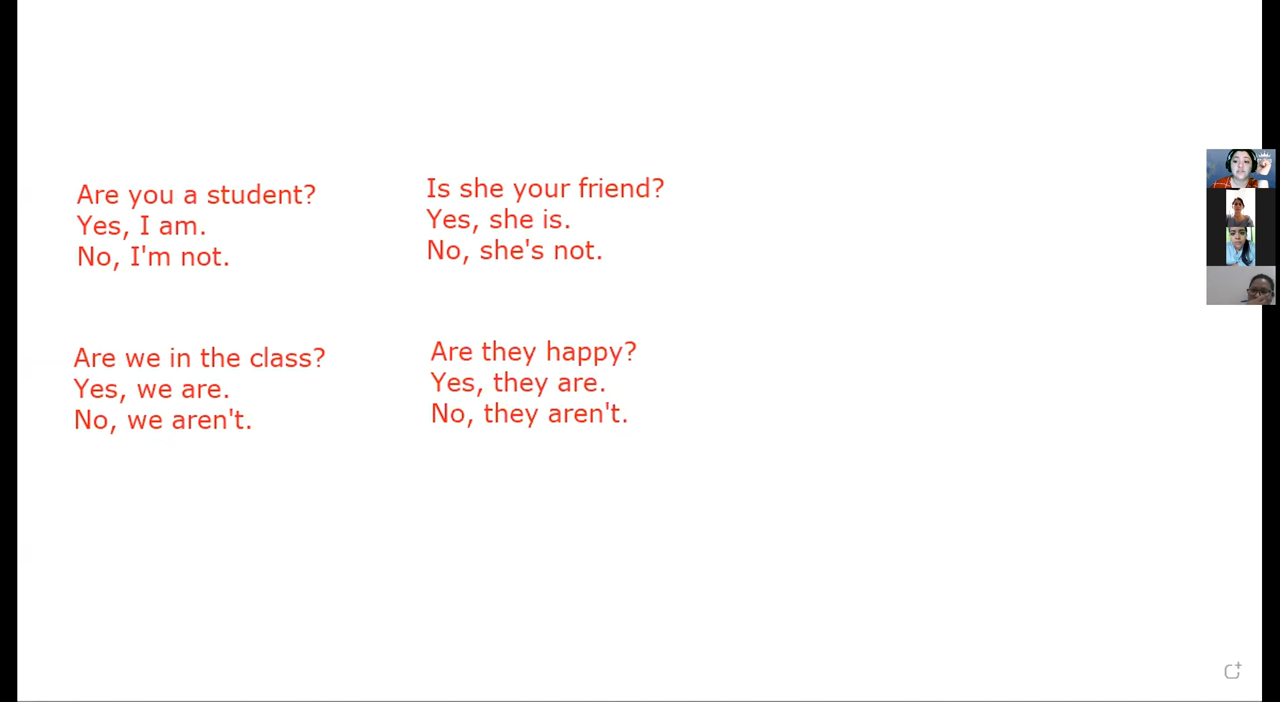 Are you a student?
Yes, I am.
No, I'm not.
Is she your friend?
Yes, she is.
No, she's not.
Are we in the class?
Yes, we are.
No, we aren't.
Are they happy?
Yes, they are.
No, they aren't.